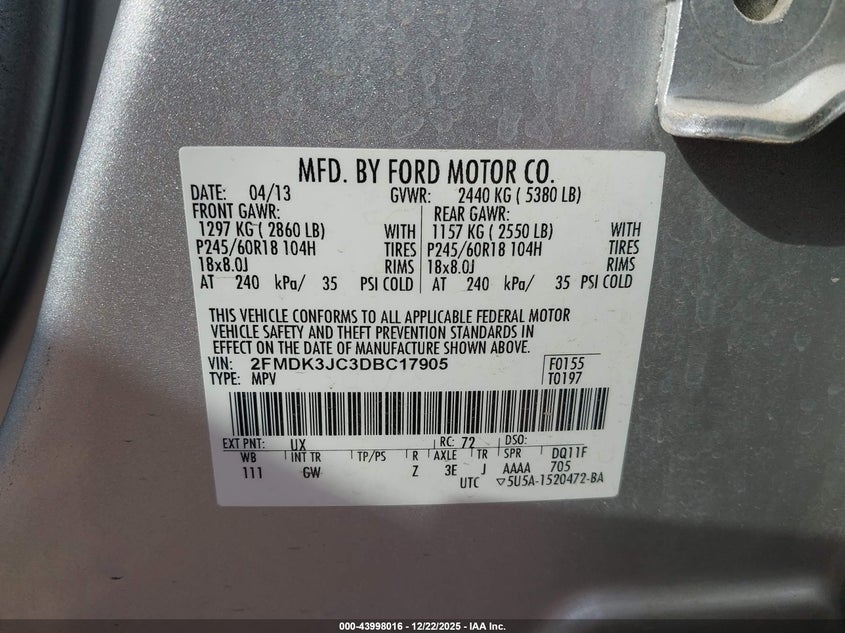 MFD. BY FORD MOTOR CO.
DATE: 04/13 GVWR: 2440 KG ( 5380 LB)
FRONT GAWR: REAR GAWR:
1297 KG ( 2860 LB) WITH 1157 KG ( 2550 LB) WITH
P245/60R18 104H TIRES P245/60R18 104H TIRES
18x8.0J RIMS 18x8.0J RIMS
AT 240 kPa/ 35 PSI COLD AT 240 kPa/ 35 PSI COLD
THIS VEHICLE CONFORMS TO ALL APPLICABLE FEDERAL MOTOR
VEHICLE SAFETY AND THEFT PREVENTION STANDARDS IN
EFFECT ON THE DATE OF MANUFACTURE SHOWN ABOVE.
VIN: 2FMDK3JC3DBC17905 F0155
TYPE: MPV T0197
EXT PNT: UX RC: 72 DSO:
WB INT TR TP/PS R AXLE TR SPR DQ11F
111 GW Z 3E J AAAA 705
UTC ▽5U5A-1520472-BA
000-43998016 - 12/22/2025 - IAA Inc.